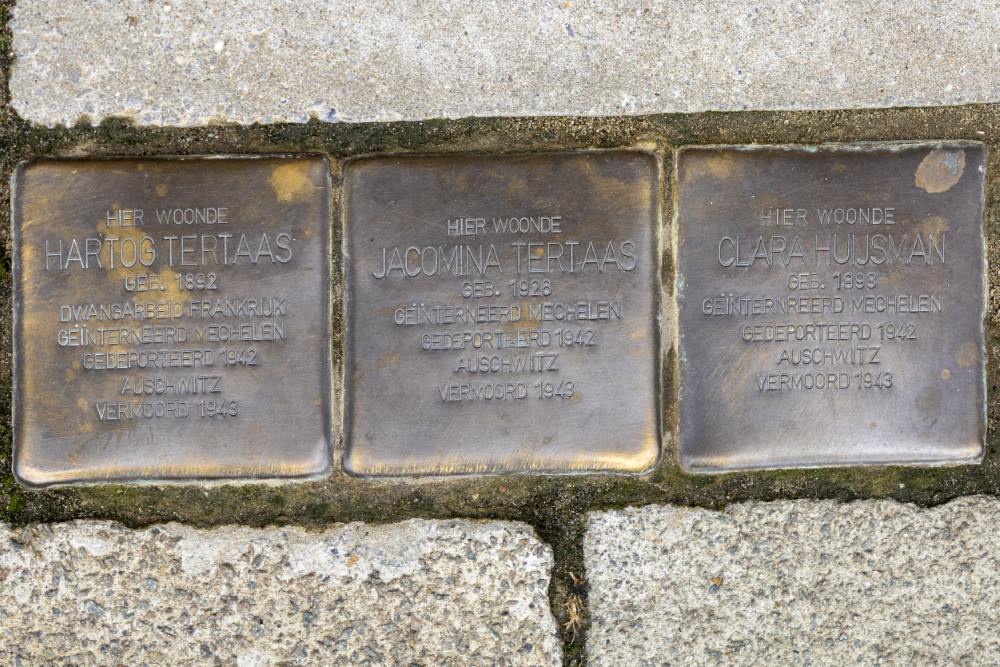 HIER WOONDE
HARTOG TERTAAS
GEB. 1892
DWANGARBEID FRANKRIJK
GEÏNTERNEERD MECHELEN
GEDEPORTEERD 1942
AUSCHWITZ
VERMOORD 1943
HIER WOONDE
JACOMINA TERTAAS
GEB. 1926
GEÏNTERNEERD MECHELEN
GEDEPORTEERD 1942
AUSCHWITZ
VERMOORD 1943
HIER WOONDE
CLARA HUIJSMAN
GEB. 1893
GEÏNTERNREERD MECHELEN
GEDEPORTEERD 1942
AUSCHWITZ
VERMOORD 1943